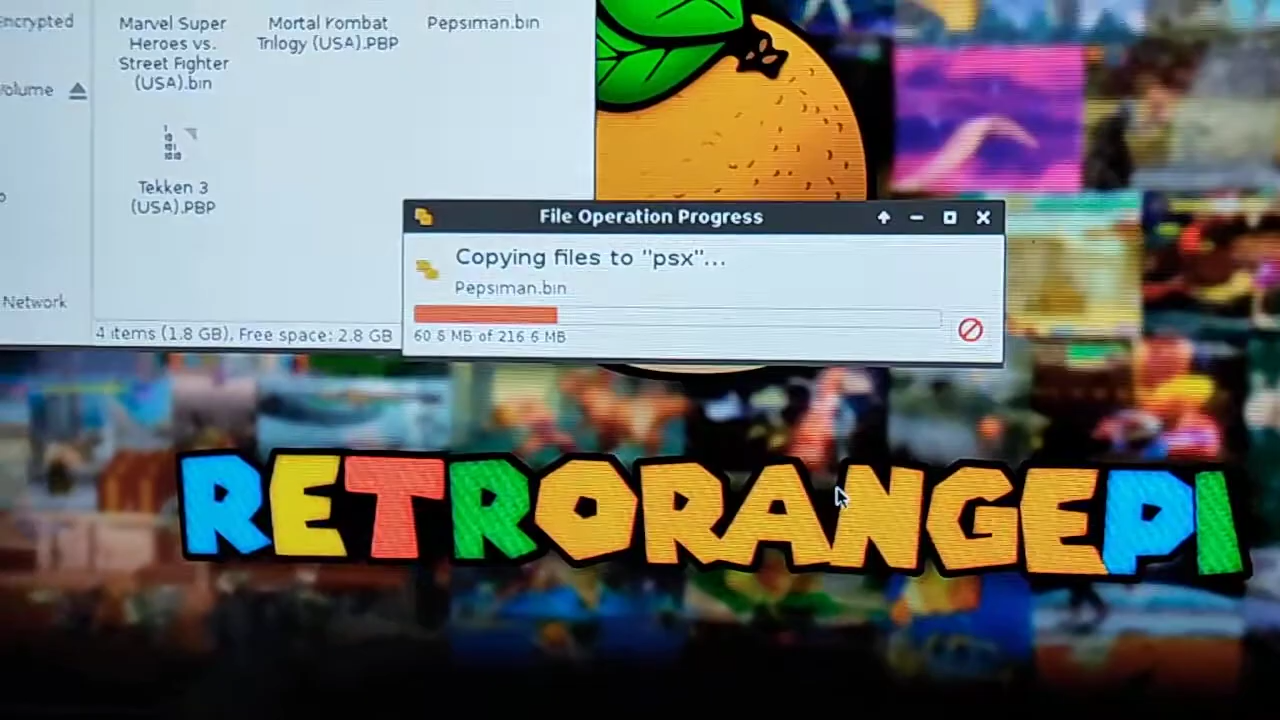 Encrypted
Volume
Network
Marvel Super
Heroes vs.
Street Fighter
(USA).bin
Mortal Kombat
Trilogy (USA).PBP
Pepsiman.bin
Tekken 3
(USA).PBP
4 items (1.8 GB), Free space: 2.8 GB
File Operation Progress
Copying files to "psx"...
Pepsiman.bin
60.8 MB of 216.6 MB
RETRORANGEPI